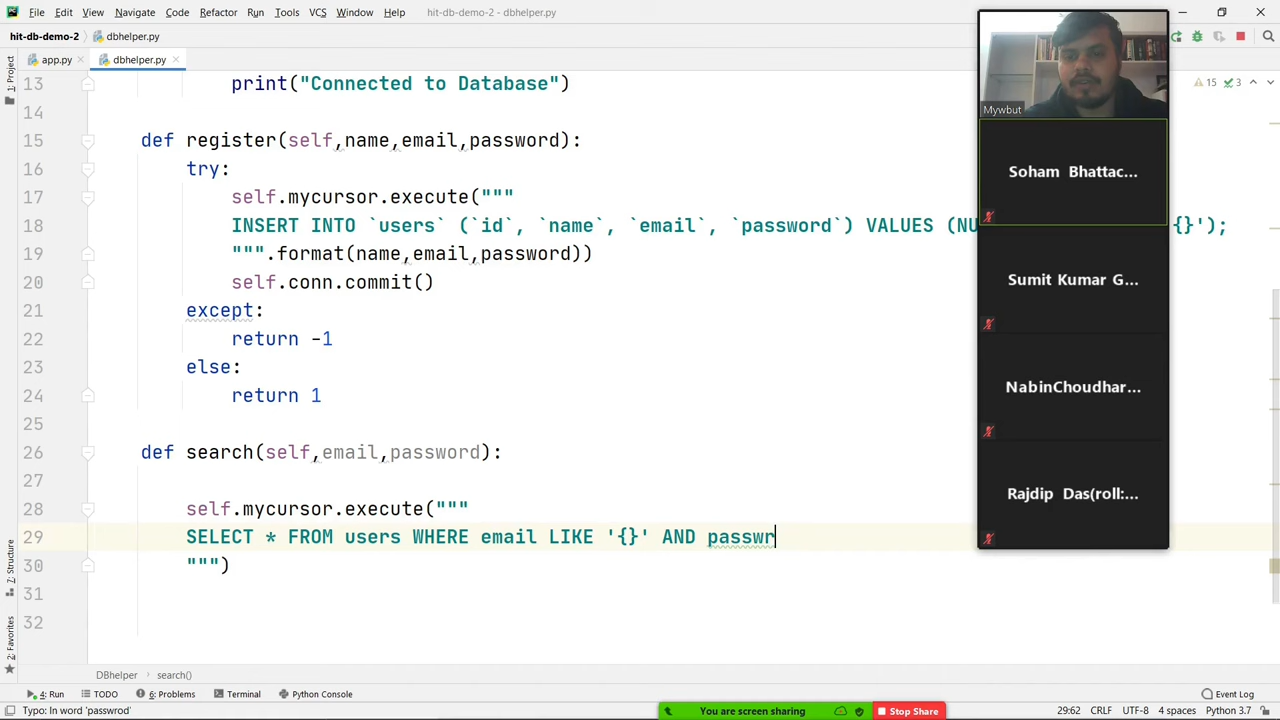 File Edit View Navigate Code Refactor Run Tools VCS Window Help hit-db-demo-2 - dbhelper.py
hit-db-demo-2 dbhelper.py
app.py dbhelper.py
1: Project
15 3
13 print("Connected to Database")
14
15 def register(self,name,email,password):
16 try:
17 self.mycursor.execute("""
18 INSERT INTO `users` (`id`, `name`, `email`, `password`) VALUES (NU {}');
19 """.format(name,email,password))
20 self.conn.commit()
21 except:
22 return -1
23 else:
24 return 1
25
26 def search(self,email,password):
27
28 self.mycursor.execute("""
29 SELECT * FROM users WHERE email LIKE '{}' AND passwr
30 """)
31
32
Mywbut
Soham Bhattac...
Sumit Kumar G...
NabinChoudhar...
Rajdip Das(roll:...
Z: Structure
2: Favorites
DBhelper search()
4: Run TODO 6: Problems Terminal Python Console Event Log
Typo: In word 'passwrod' You are screen sharing Stop Share 29:62 CRLF UTF-8 4 spaces Python 3.7